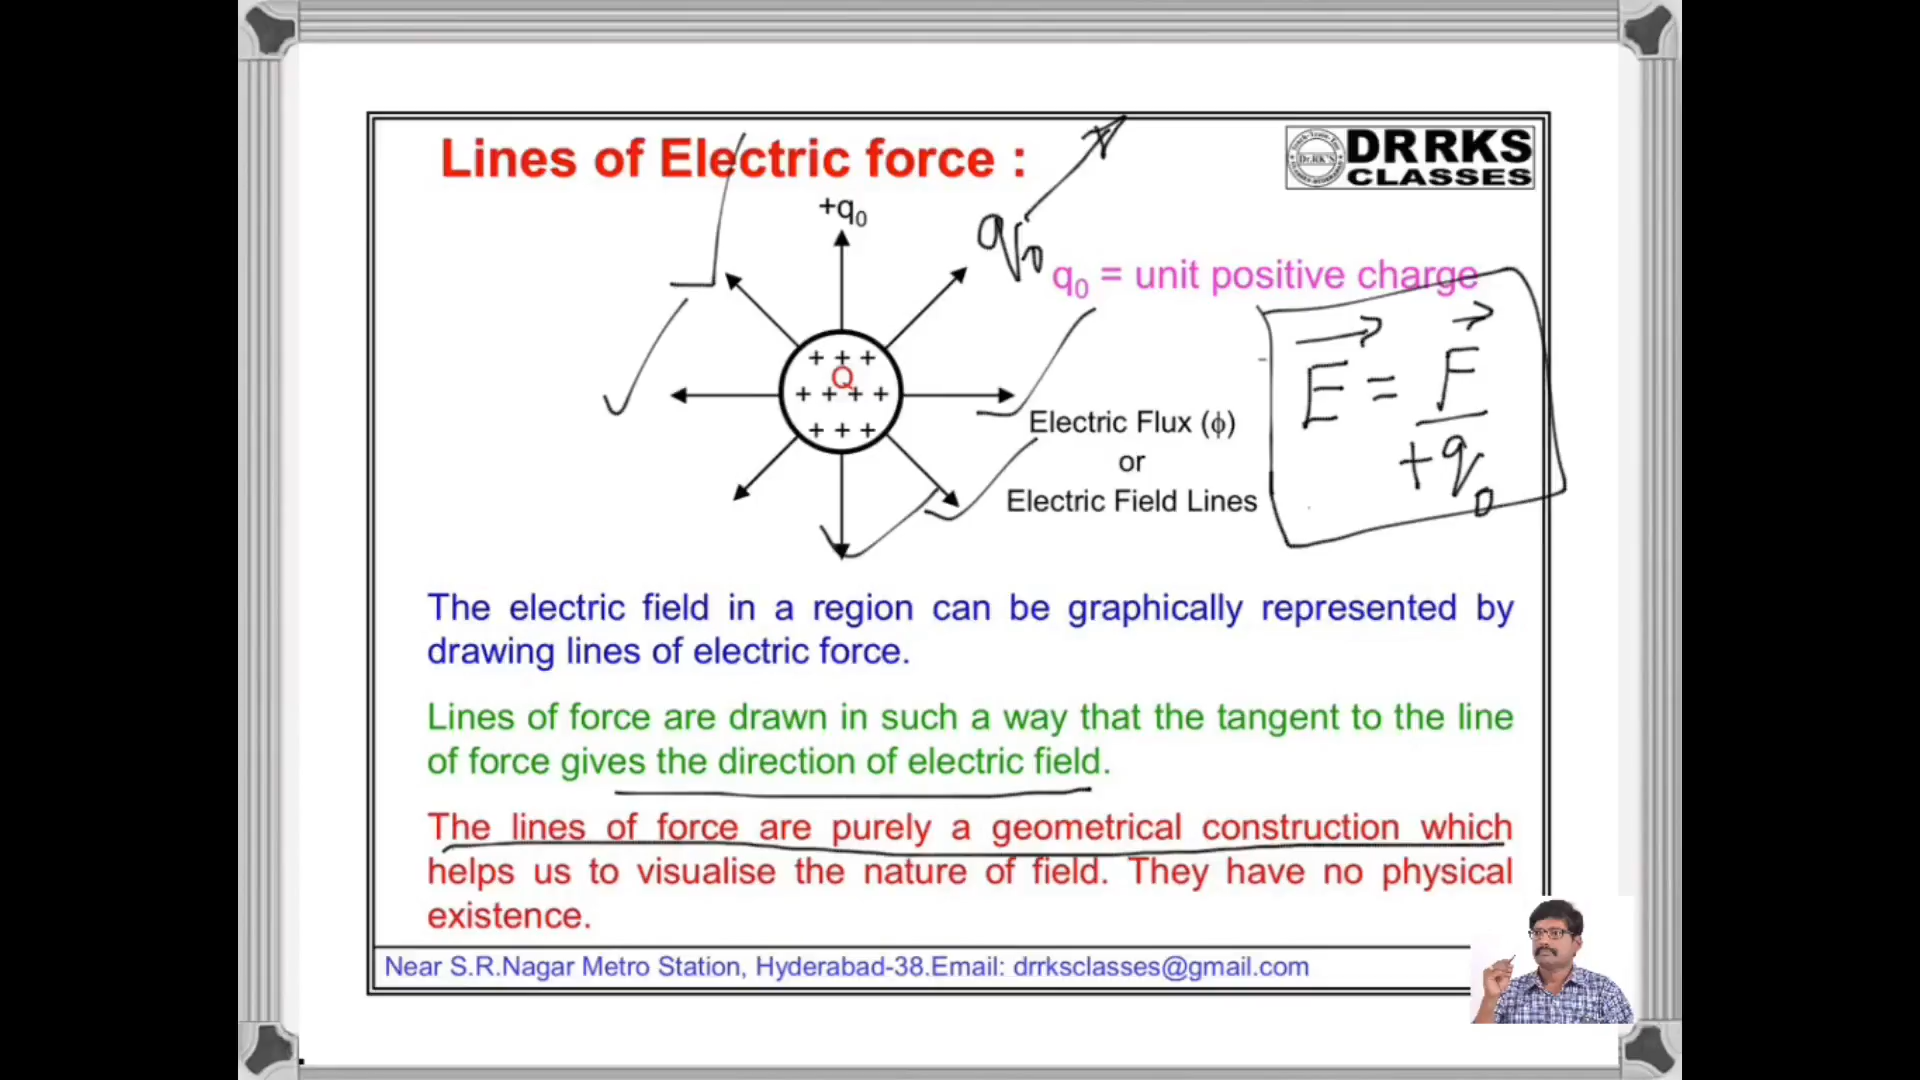 Lines of Electric force :
DRRKS
CLASSES
Dr.RK'S
+q₀
q₀
q₀ = unit positive charge
+ + +
Q
+ + + +
+ + +
Electric Flux (ϕ)
or
Electric Field Lines
E = F
+q₀
The electric field in a region can be graphically represented by
drawing lines of electric force.
Lines of force are drawn in such a way that the tangent to the line
of force gives the direction of electric field.
The lines of force are purely a geometrical construction which
helps us to visualise the nature of field. They have no physical
existence.
Near S.R.Nagar Metro Station, Hyderabad-38.Email: drrksclasses@gmail.com